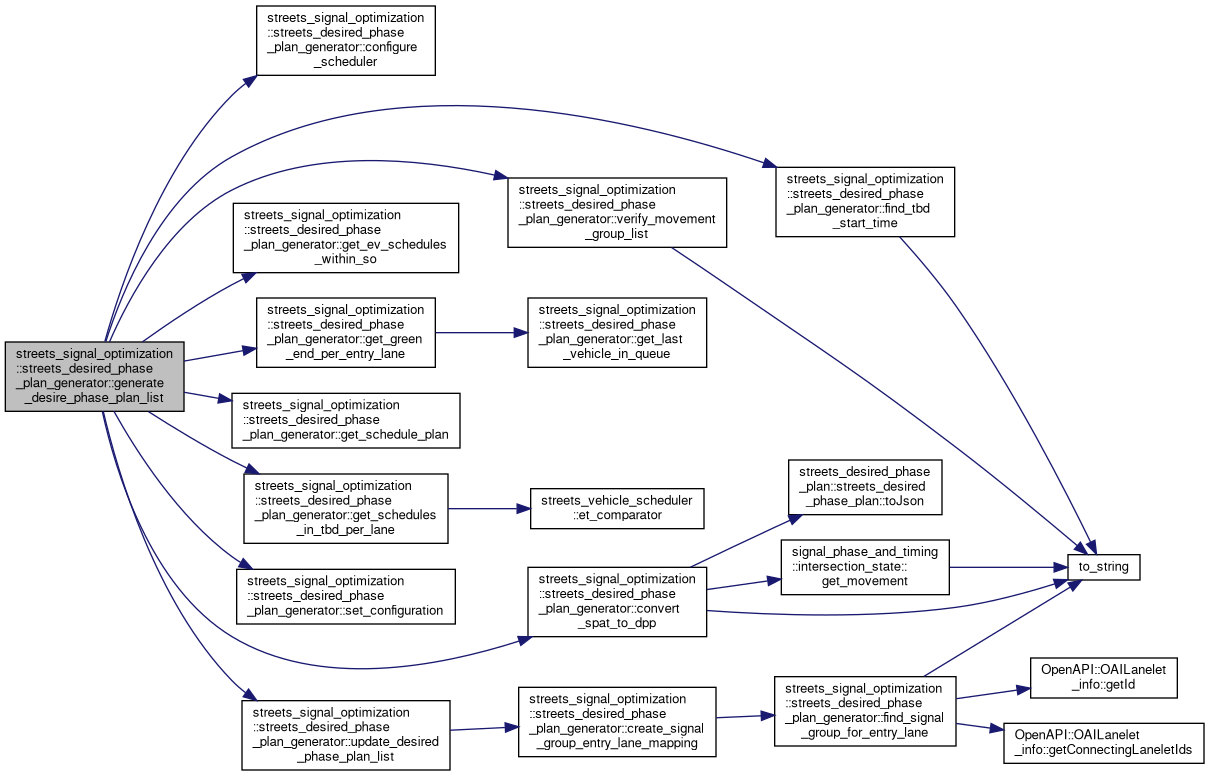 streets_signal_optimization
::streets_desired_phase
_plan_generator::generate
_desire_phase_plan_list
streets_signal_optimization
::streets_desired_phase
_plan_generator::configure
_scheduler
streets_signal_optimization
::streets_desired_phase
_plan_generator::get_ev_schedules
_within_so
streets_signal_optimization
::streets_desired_phase
_plan_generator::get_green
_end_per_entry_lane
streets_signal_optimization
::streets_desired_phase
_plan_generator::get_schedule_plan
streets_signal_optimization
::streets_desired_phase
_plan_generator::get_schedules
_in_tbd_per_lane
streets_signal_optimization
::streets_desired_phase
_plan_generator::set_configuration
streets_signal_optimization
::streets_desired_phase
_plan_generator::update_desired
_phase_plan_list
streets_signal_optimization
::streets_desired_phase
_plan_generator::verify_movement
_group_list
streets_signal_optimization
::streets_desired_phase
_plan_generator::get_last
_vehicle_in_queue
streets_vehicle_scheduler
::et_comparator
streets_signal_optimization
::streets_desired_phase
_plan_generator::convert
_spat_to_dpp
streets_signal_optimization
::streets_desired_phase
_plan_generator::create_signal
_group_entry_lane_mapping
streets_signal_optimization
::streets_desired_phase
_plan_generator::find_tbd
_start_time
streets_desired_phase
_plan::streets_desired
_phase_plan::toJson
signal_phase_and_timing
::intersection_state::
get_movement
streets_signal_optimization
::streets_desired_phase
_plan_generator::find_signal
_group_for_entry_lane
to_string
OpenAPI::OAILanelet
_info::getId
OpenAPI::OAILanelet
_info::getConnectingLaneletIds